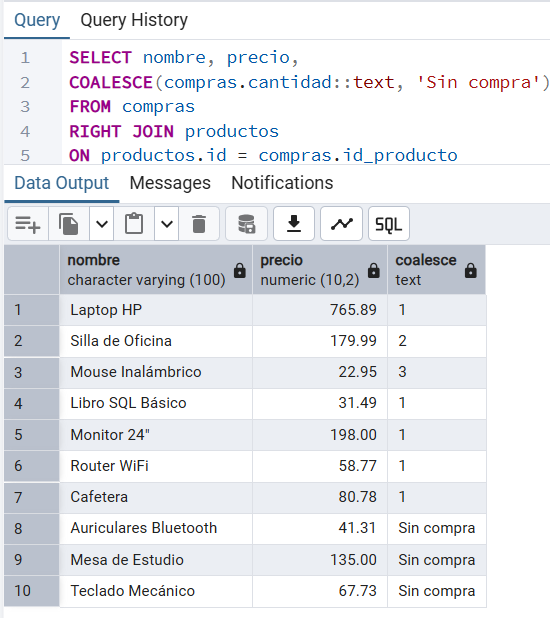 Query Query History
1 SELECT nombre, precio,
2 COALESCE(compras.cantidad::text, 'Sin compra')
3 FROM compras
4 RIGHT JOIN productos
5 ON productos.id = compras.id_producto
Data Output Messages Notifications
SQL
nombre precio coalesce
character varying (100) numeric (10,2) text
1 Laptop HP 765.89 1
2 Silla de Oficina 179.99 2
3 Mouse Inalámbrico 22.95 3
4 Libro SQL Básico 31.49 1
5 Monitor 24" 198.00 1
6 Router WiFi 58.77 1
7 Cafetera 80.78 1
8 Auriculares Bluetooth 41.31 Sin compra
9 Mesa de Estudio 135.00 Sin compra
10 Teclado Mecánico 67.73 Sin compra